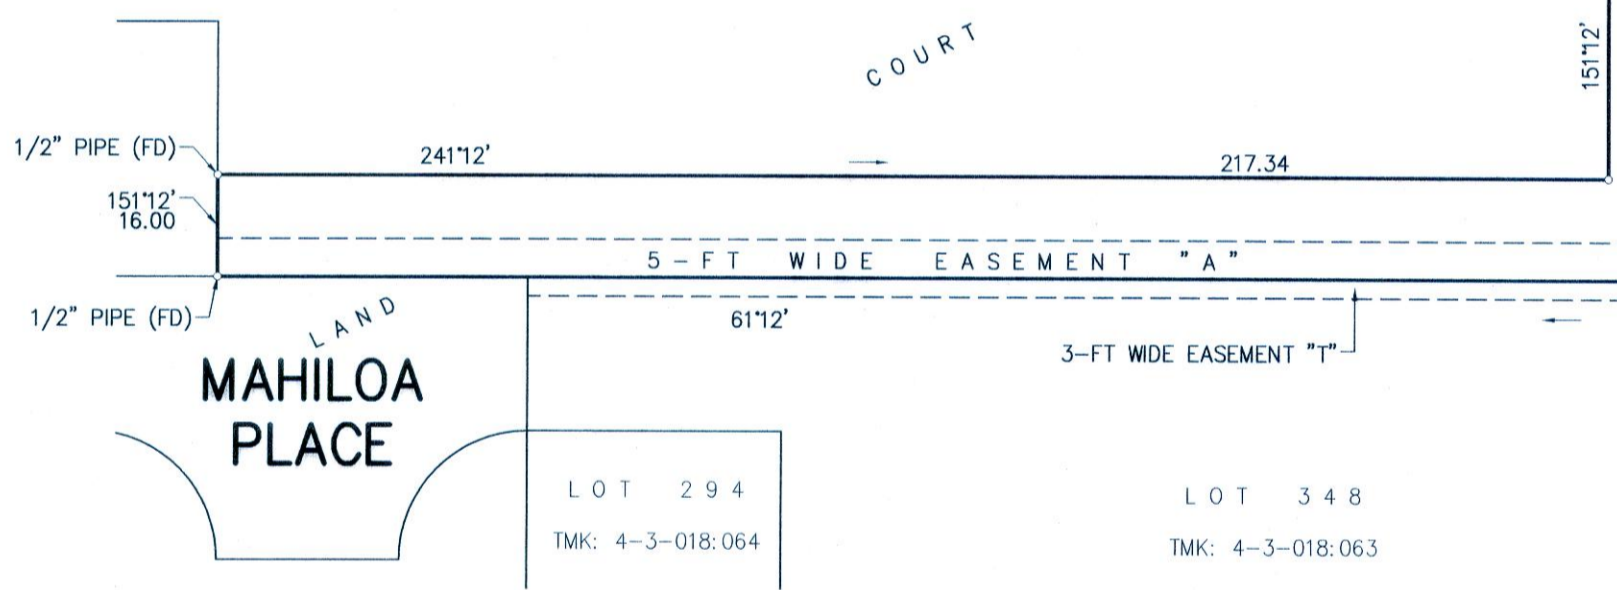 COURT
151°12'
1/2" PIPE (FD)
241°12'
217.34
151°12'
16.00
5-FT WIDE EASEMENT "A"
1/2" PIPE (FD)
LAND
61°12'
3-FT WIDE EASEMENT "T"
MAHILOA
PLACE
LOT 294
TMK: 4-3-018:064
LOT 348
TMK: 4-3-018:063